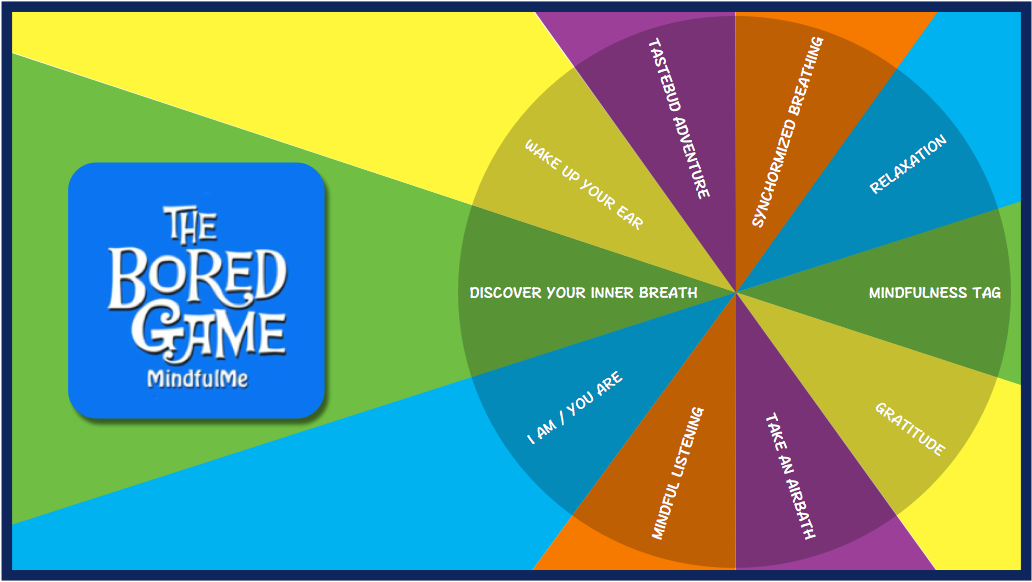 THE
BORED
GAME
MindfulMe
TASTEBUD ADVENTURE
SYNCHORMIZED BREATHING
RELAXATION
MINDFULNESS TAG
GRATITUDE
TAKE AN AIRBATH
MINDFUL LISTENING
I AM / YOU ARE
DISCOVER YOUR INNER BREATH
WAKE UP YOUR EAR